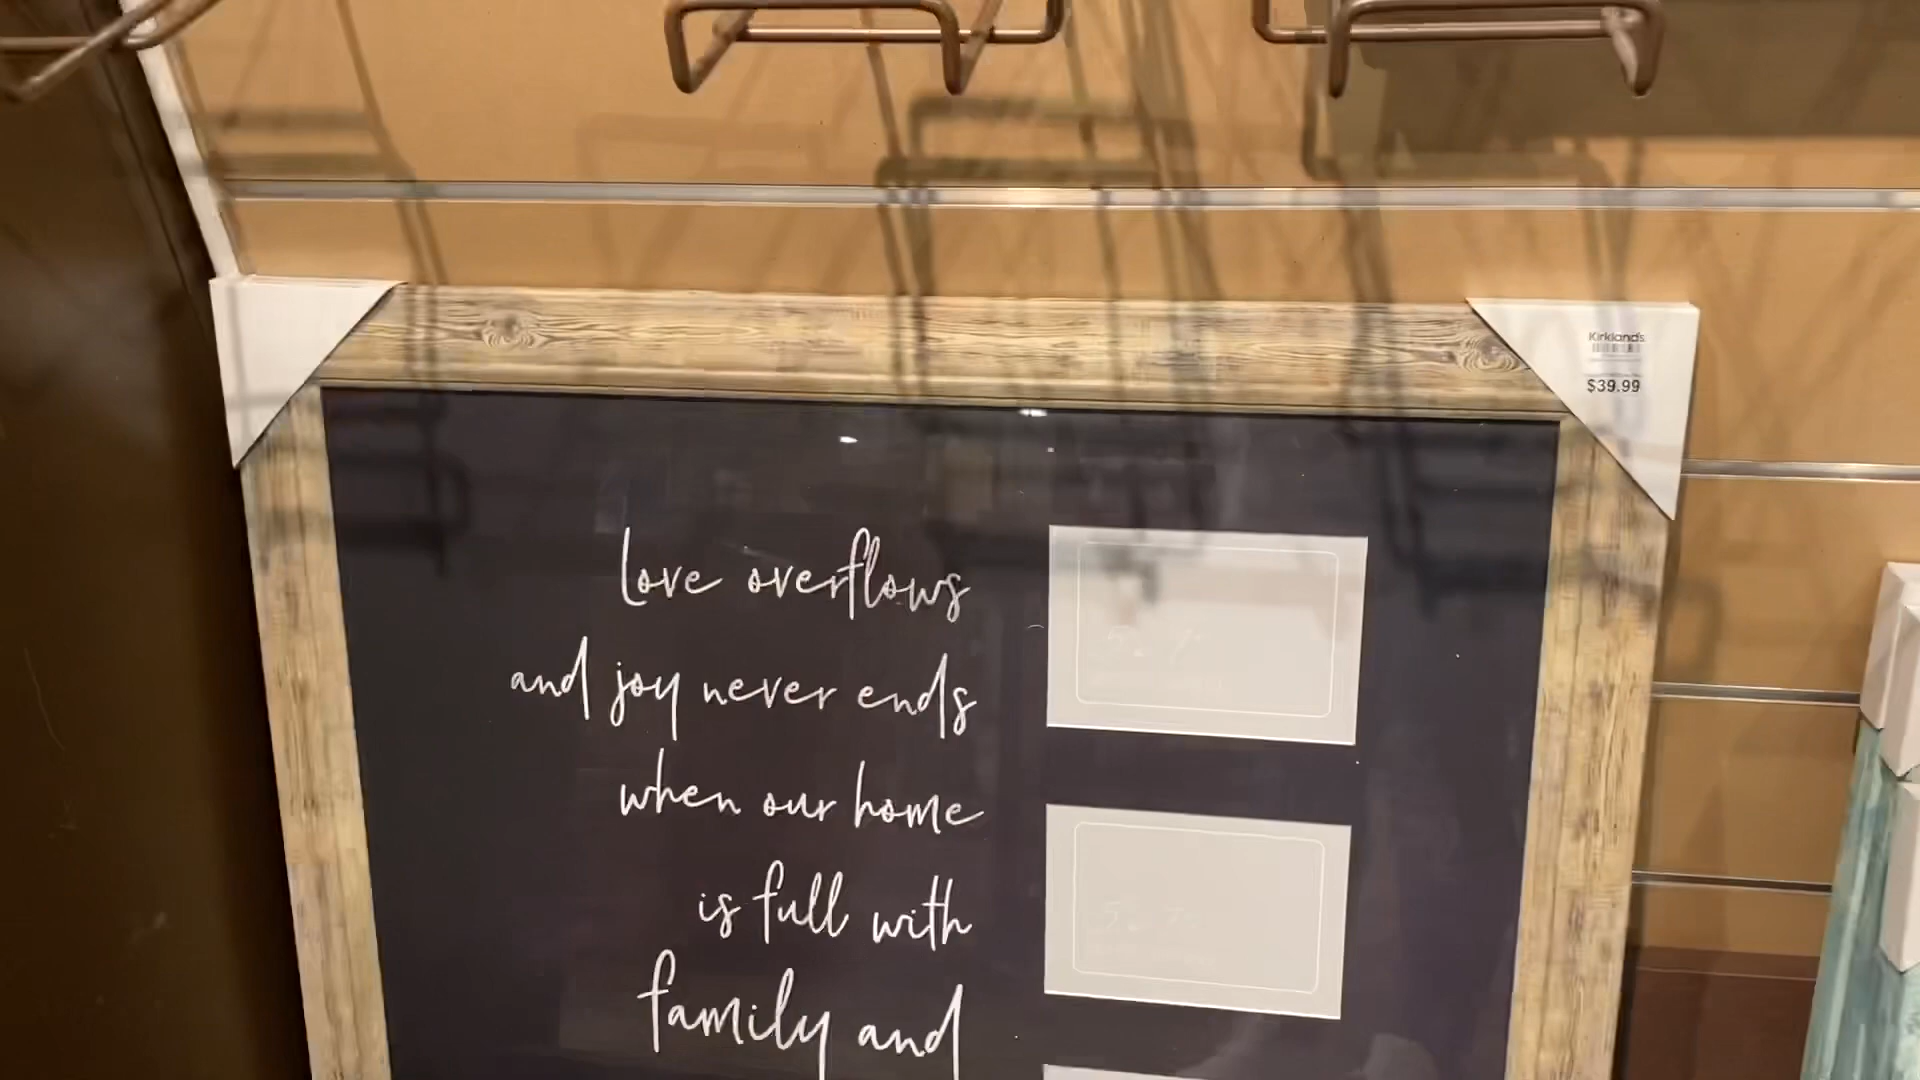 Kirkland's
$39.99
Love overflows
and joy never ends
when our home
is full with
family and